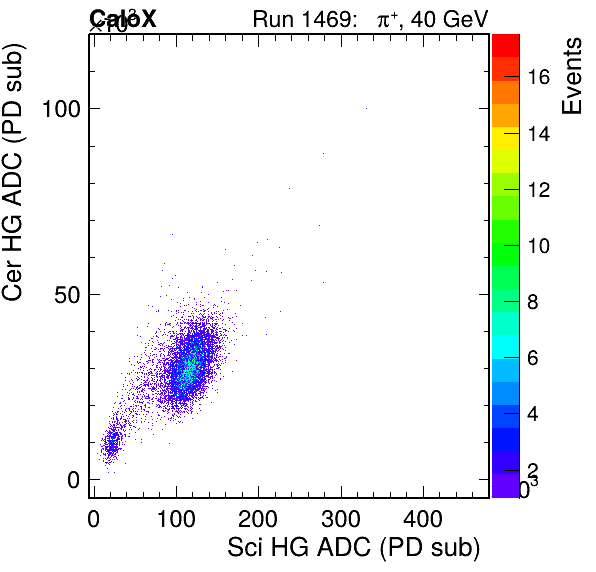 CaloX Run 1469: π+, 40 GeV
×10³
Cer HG ADC (PD sub)
100
50
0
0 100 200 300 400
Sci HG ADC (PD sub)
Events
16
14
12
10
8
6
4
2